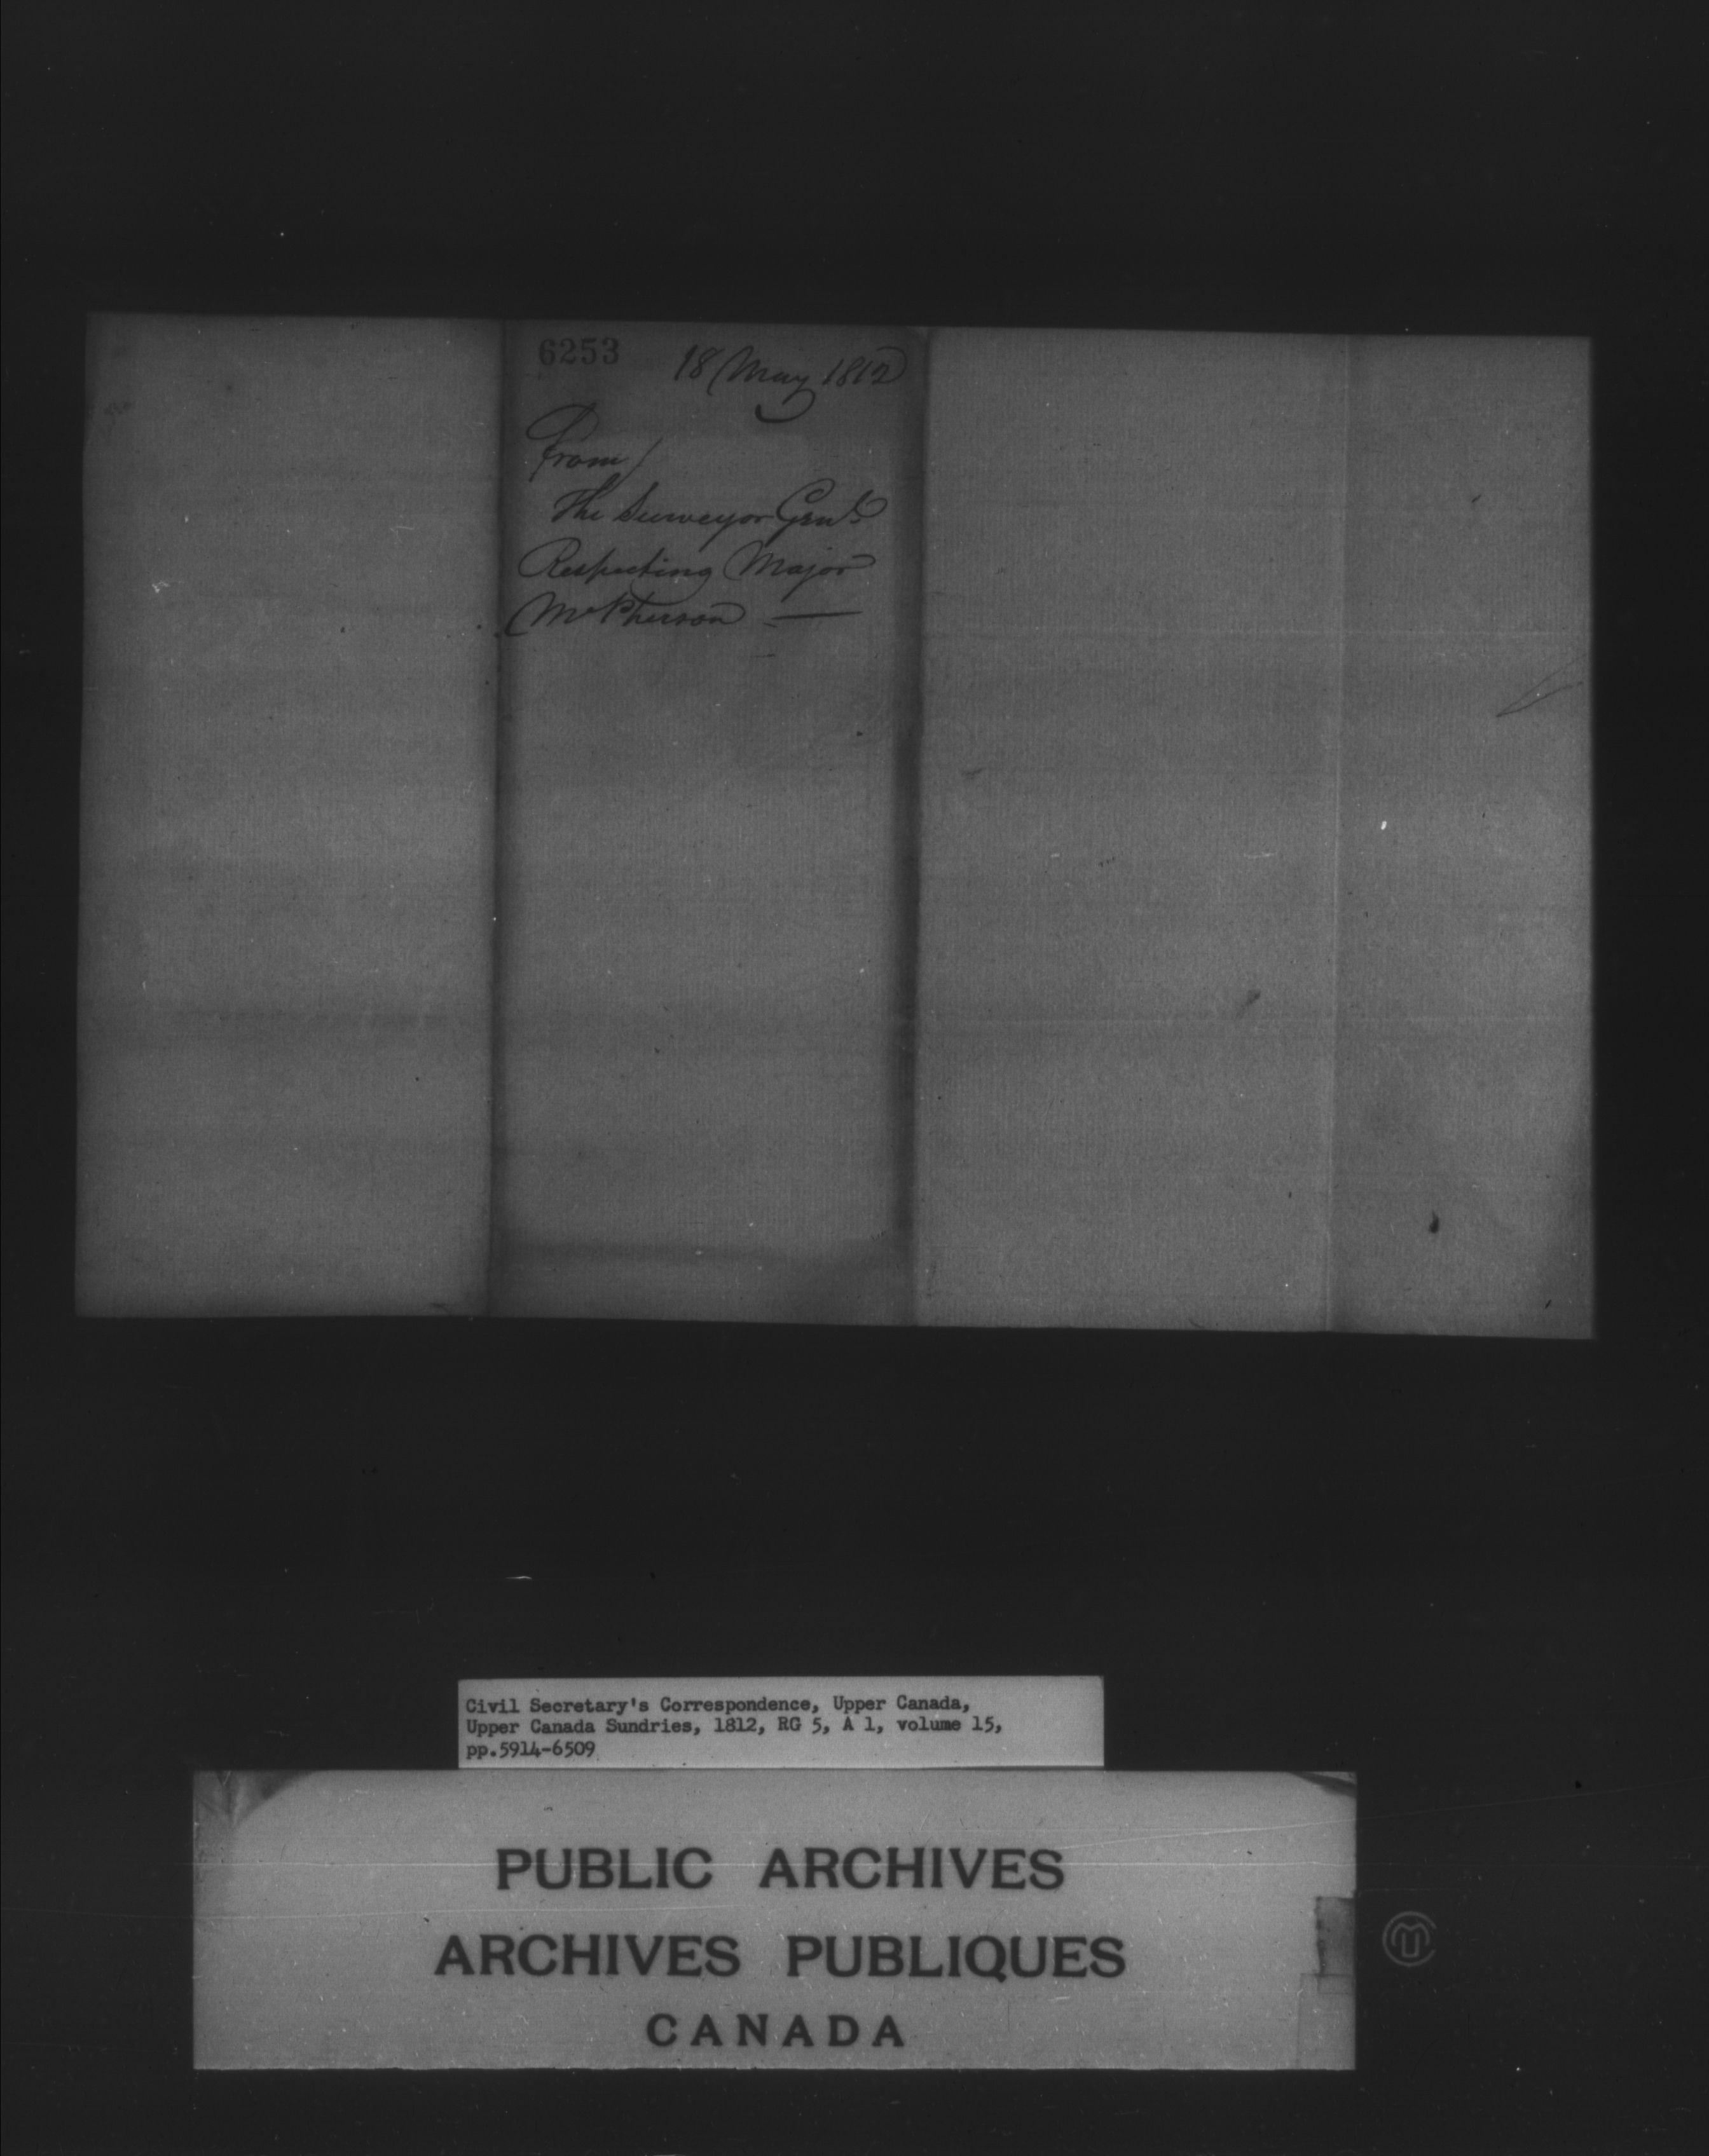 6253
18 May 1812
From/
The Surveyor Genl
Respecting Major
McPherson —
Civil Secretary's Correspondence, Upper Canada,
Upper Canada Sundries, 1812, RG 5, A 1, volume 15,
pp.5914-6509
PUBLIC ARCHIVES
ARCHIVES PUBLIQUES
CANADA